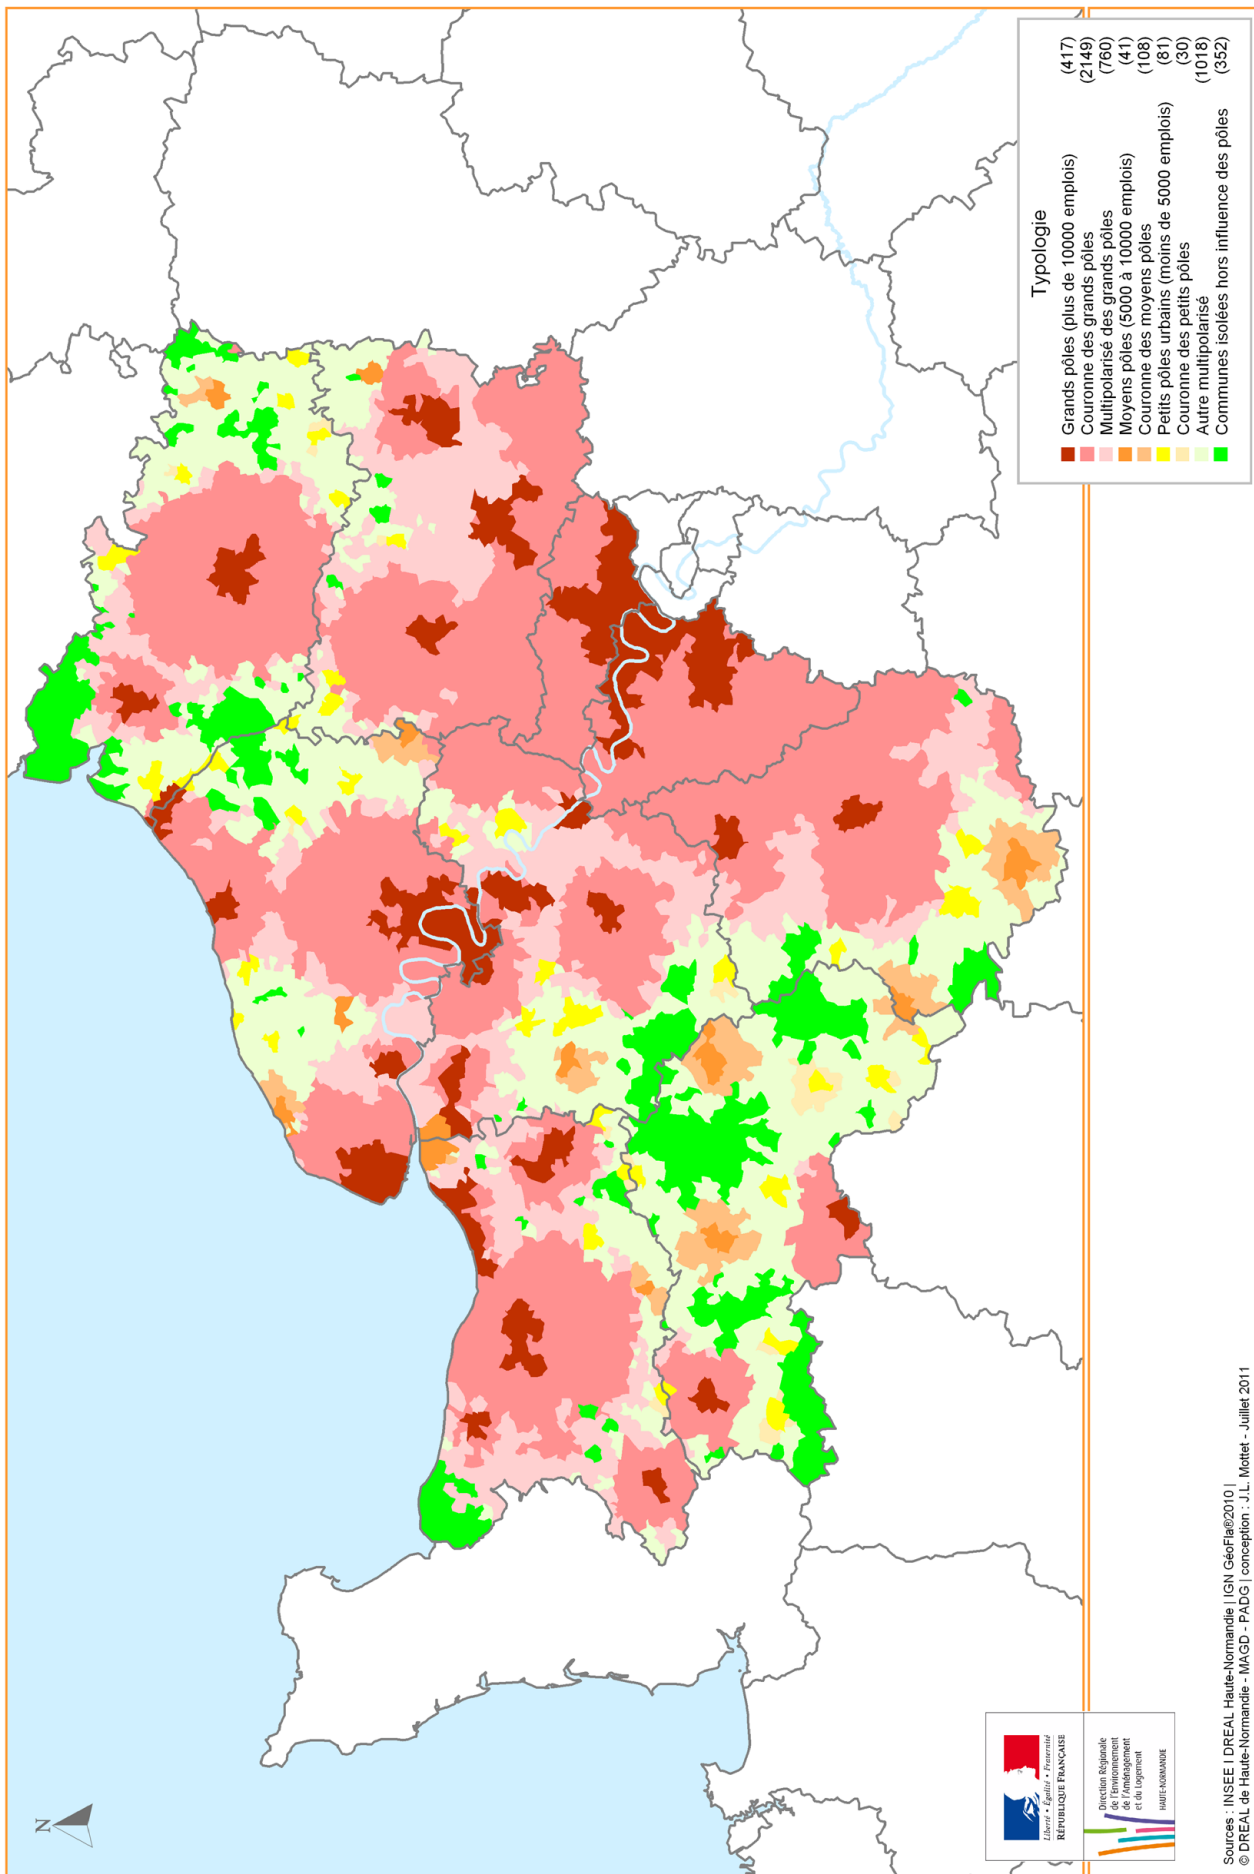 N
Typologie
Grands pôles (plus de 10000 emplois) (417)
Couronne des grands pôles (2149)
Multipolarisé des grands pôles (760)
Moyens pôles (5000 à 10000 emplois) (41)
Couronne des moyens pôles (108)
Petits pôles urbains (moins de 5000 emplois) (81)
Couronne des petits pôles (30)
Autre multipolarisé (1018)
Communes isolées hors influence des pôles (352)
Liberté • Égalité • Fraternité
RÉPUBLIQUE FRANÇAISE
Direction Régionale
de l'Environnement
de l'Aménagement
et du Logement
HAUTE-NORMANDIE
Sources : INSEE I DREAL Haute-Normandie | IGN GéoFla®2010 |
© DREAL de Haute-Normandie - MAGD - PADG | conception : J.L. Mottet - Juillet 2011